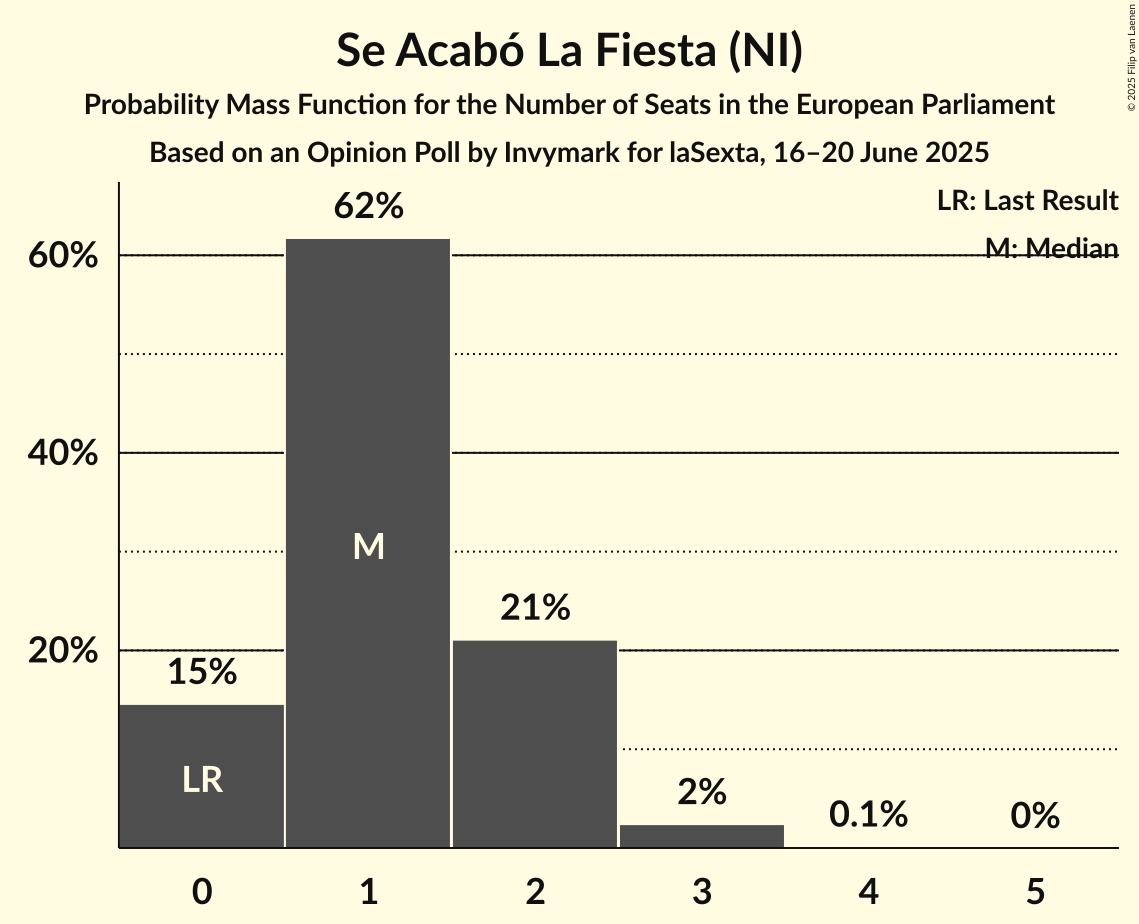 Se Acabó La Fiesta (NI)
Probability Mass Function for the Number of Seats in the European Parliament
Based on an Opinion Poll by Invymark for laSexta, 16–20 June 2025
© 2025 Filip van Laenen
LR: Last Result
M: Median
62%
60%
40%
M
21%
20%
15%
LR
2%
0.1%
0%
0 1 2 3 4 5